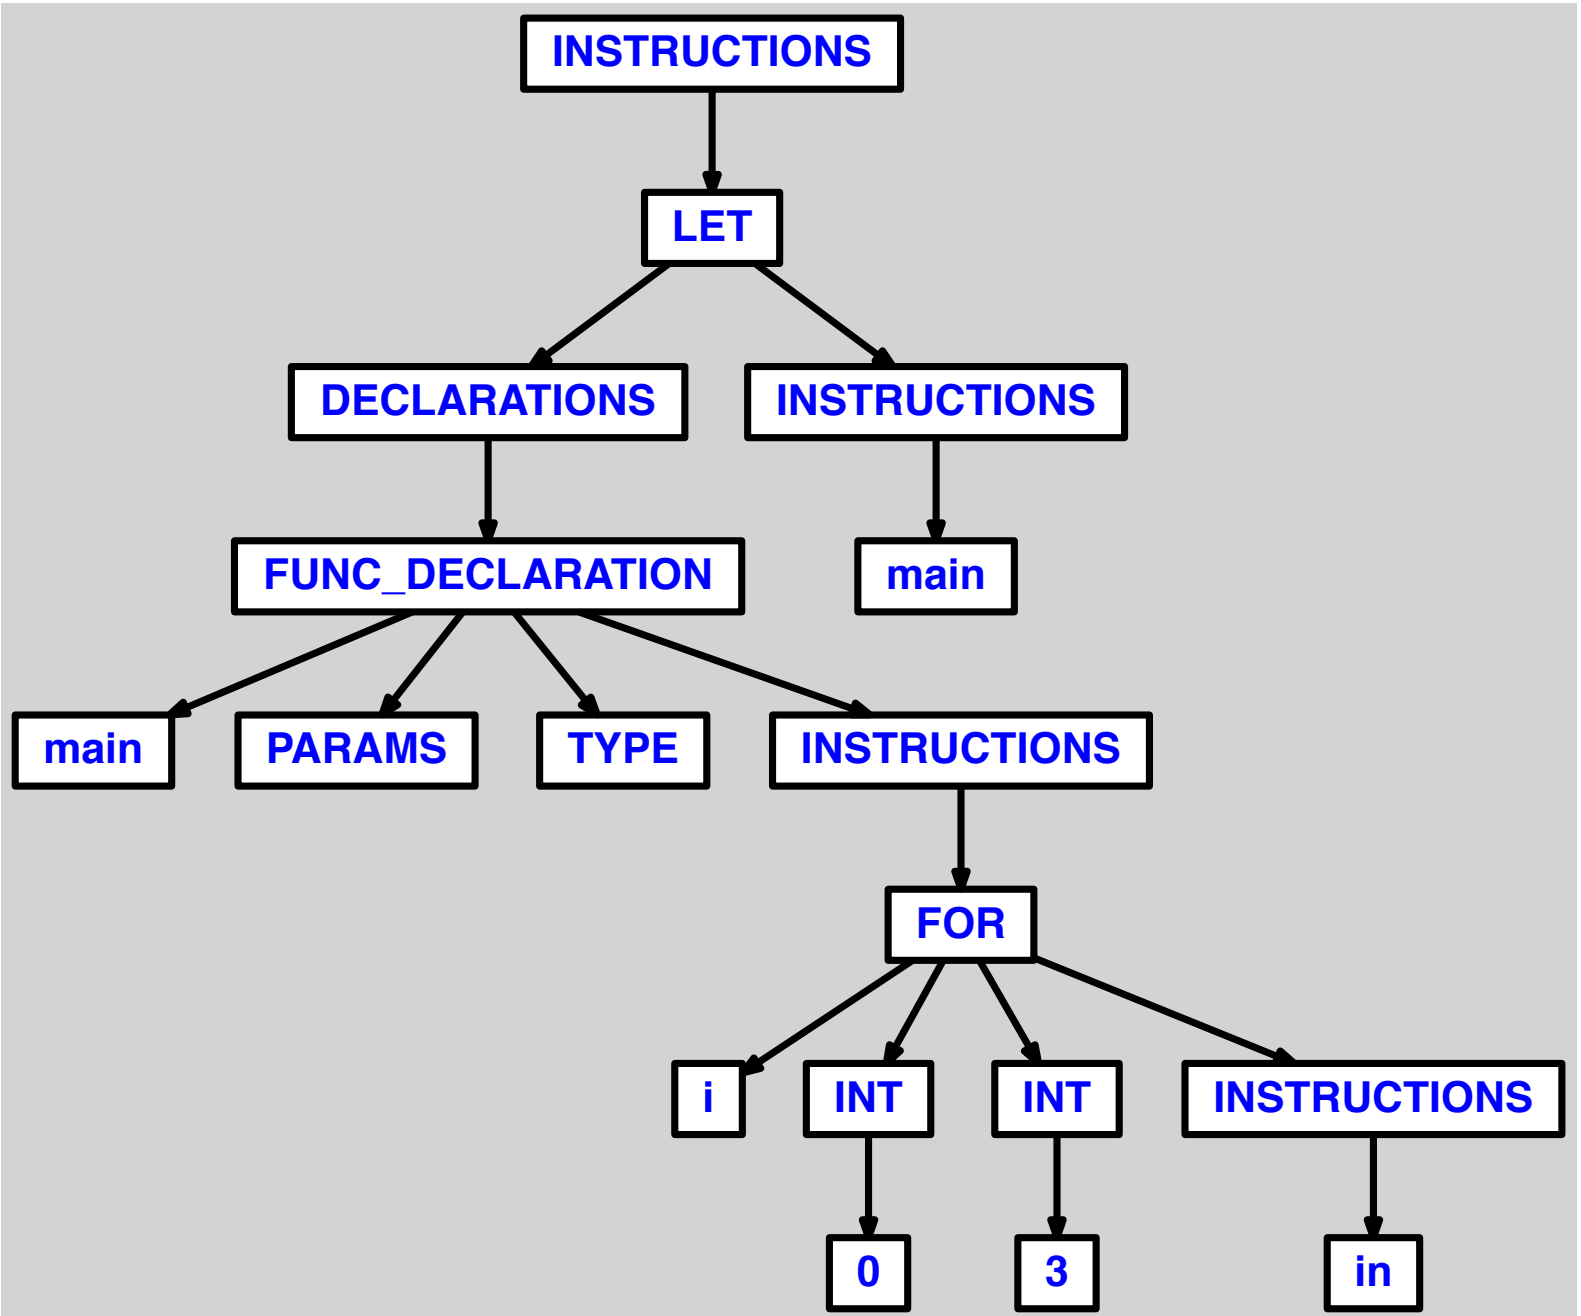 INSTRUCTIONS
LET
DECLARATIONS
INSTRUCTIONS
FUNC_DECLARATION
main
main
PARAMS
TYPE
INSTRUCTIONS
FOR
i
INT
INT
INSTRUCTIONS
0
3
in